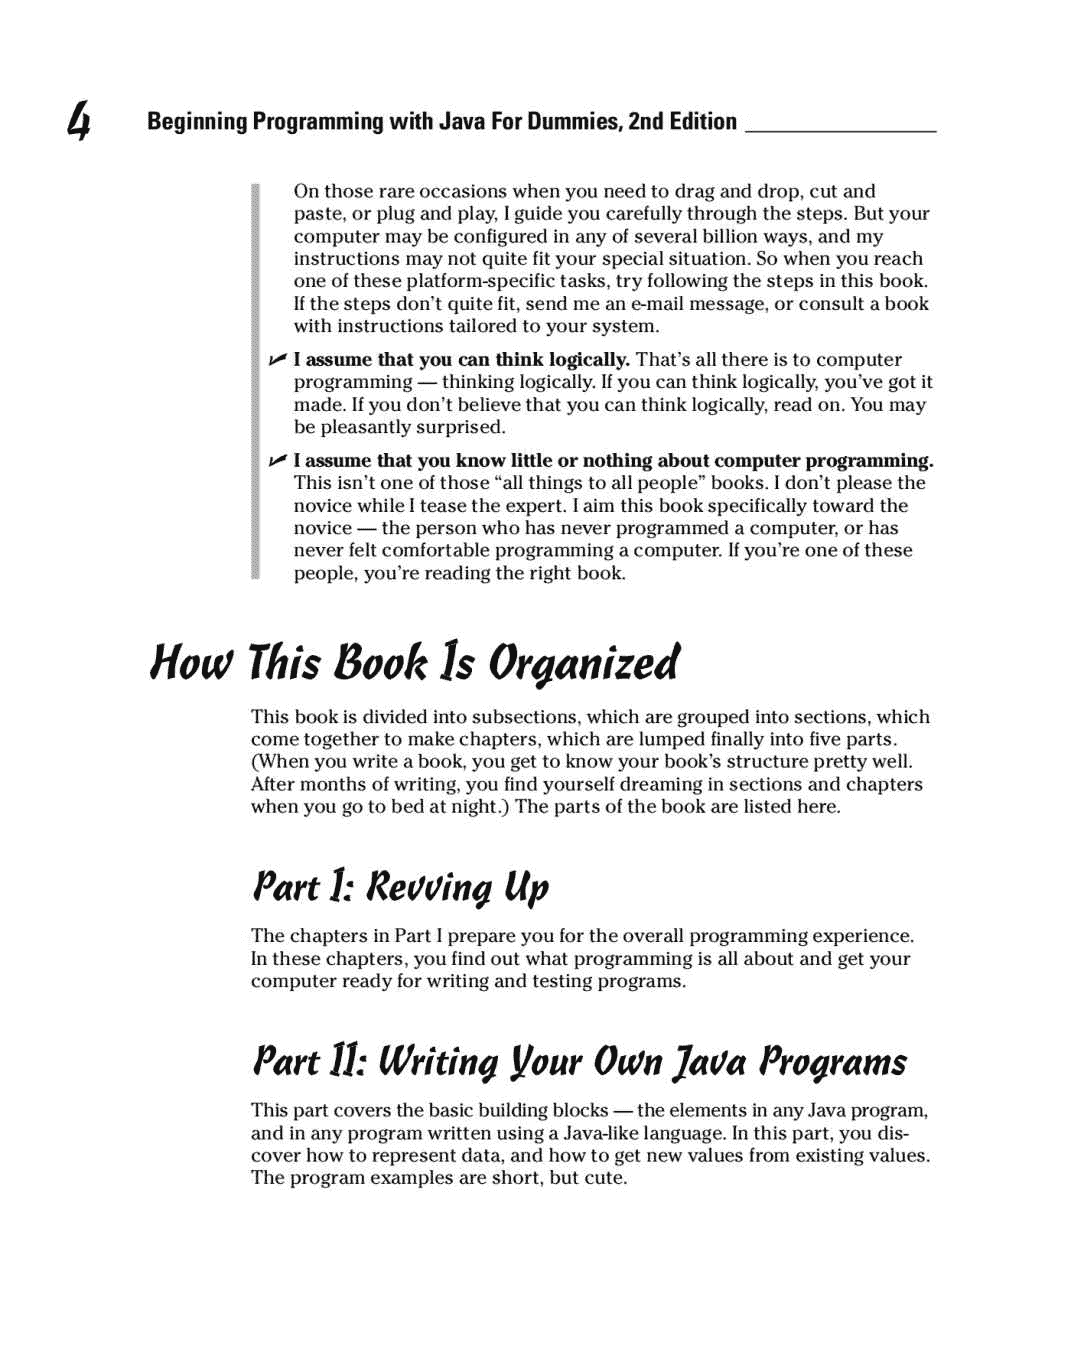 4 Beginning Programming with Java For Dummies, 2nd Edition
On those rare occasions when you need to drag and drop, cut and
paste, or plug and play, I guide you carefully through the steps. But your
computer may be configured in any of several billion ways, and my
instructions may not quite fit your special situation. So when you reach
one of these platform-specific tasks, try following the steps in this book.
If the steps don't quite fit, send me an e-mail message, or consult a book
with instructions tailored to your system.
✓ I assume that you can think logically. That's all there is to computer
programming — thinking logically. If you can think logically, you've got it
made. If you don't believe that you can think logically, read on. You may
be pleasantly surprised.
✓ I assume that you know little or nothing about computer programming.
This isn't one of those “all things to all people” books. I don't please the
novice while I tease the expert. I aim this book specifically toward the
novice — the person who has never programmed a computer, or has
never felt comfortable programming a computer. If you're one of these
people, you're reading the right book.
How This Book Is Organized
This book is divided into subsections, which are grouped into sections, which
come together to make chapters, which are lumped finally into five parts.
(When you write a book, you get to know your book's structure pretty well.
After months of writing, you find yourself dreaming in sections and chapters
when you go to bed at night.) The parts of the book are listed here.
Part I: Revving Up
The chapters in Part I prepare you for the overall programming experience.
In these chapters, you find out what programming is all about and get your
computer ready for writing and testing programs.
Part II: Writing Your Own Java Programs
This part covers the basic building blocks — the elements in any Java program,
and in any program written using a Java-like language. In this part, you dis-
cover how to represent data, and how to get new values from existing values.
The program examples are short, but cute.